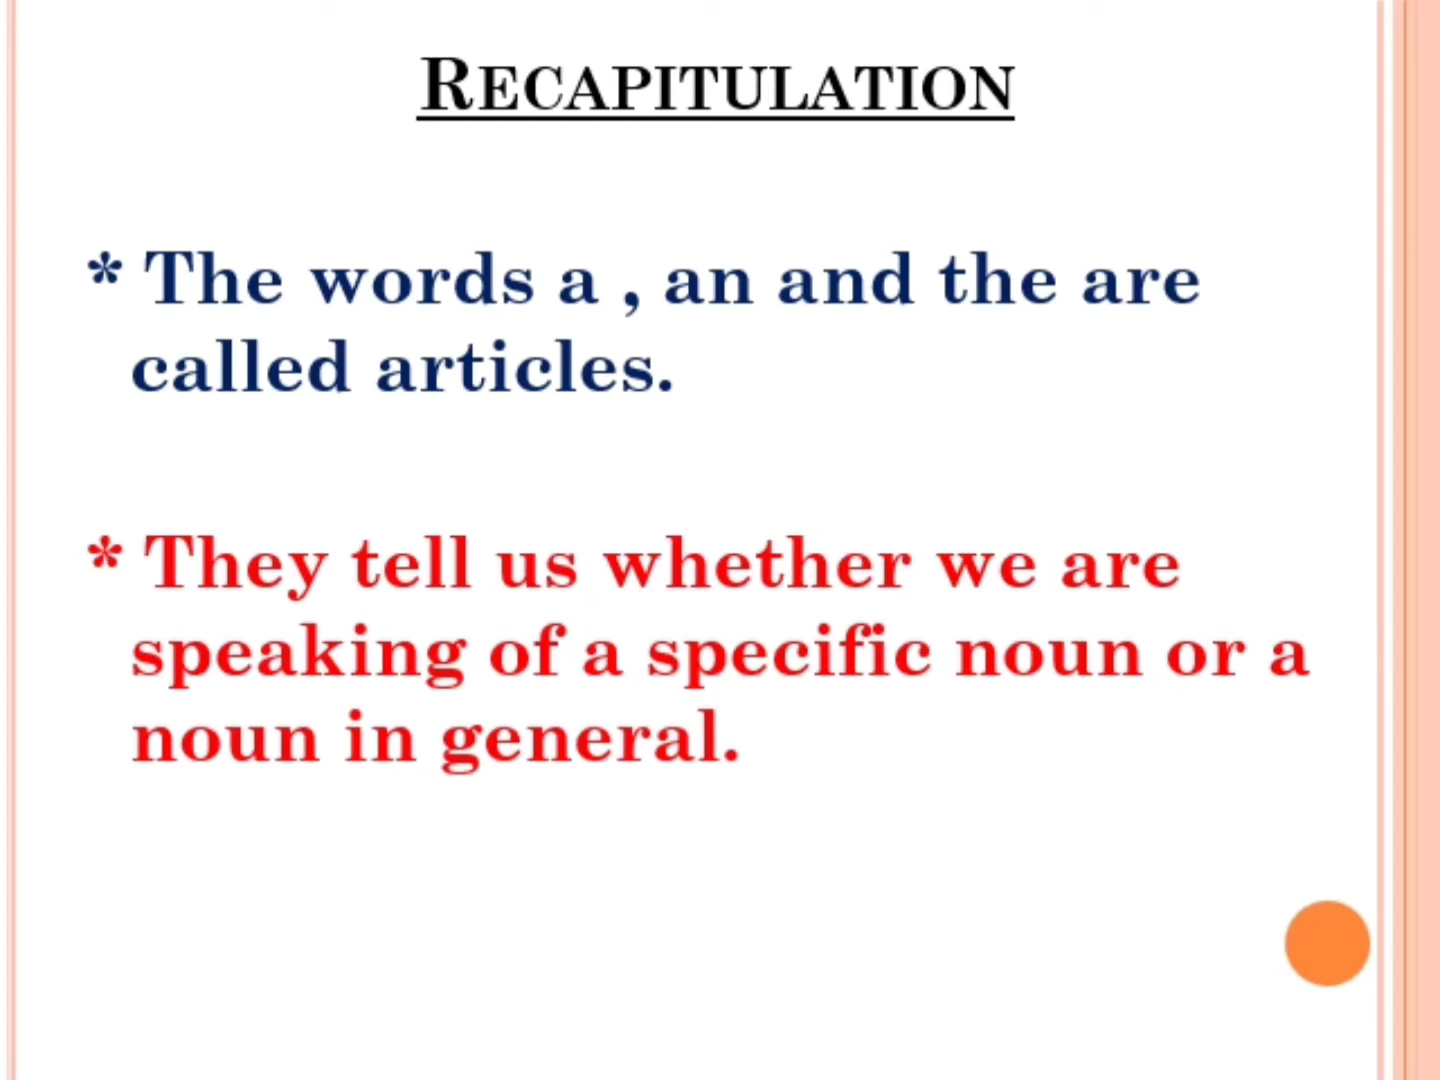 RECAPITULATION
* The words a , an and the are
called articles.
* They tell us whether we are
speaking of a specific noun or a
noun in general.